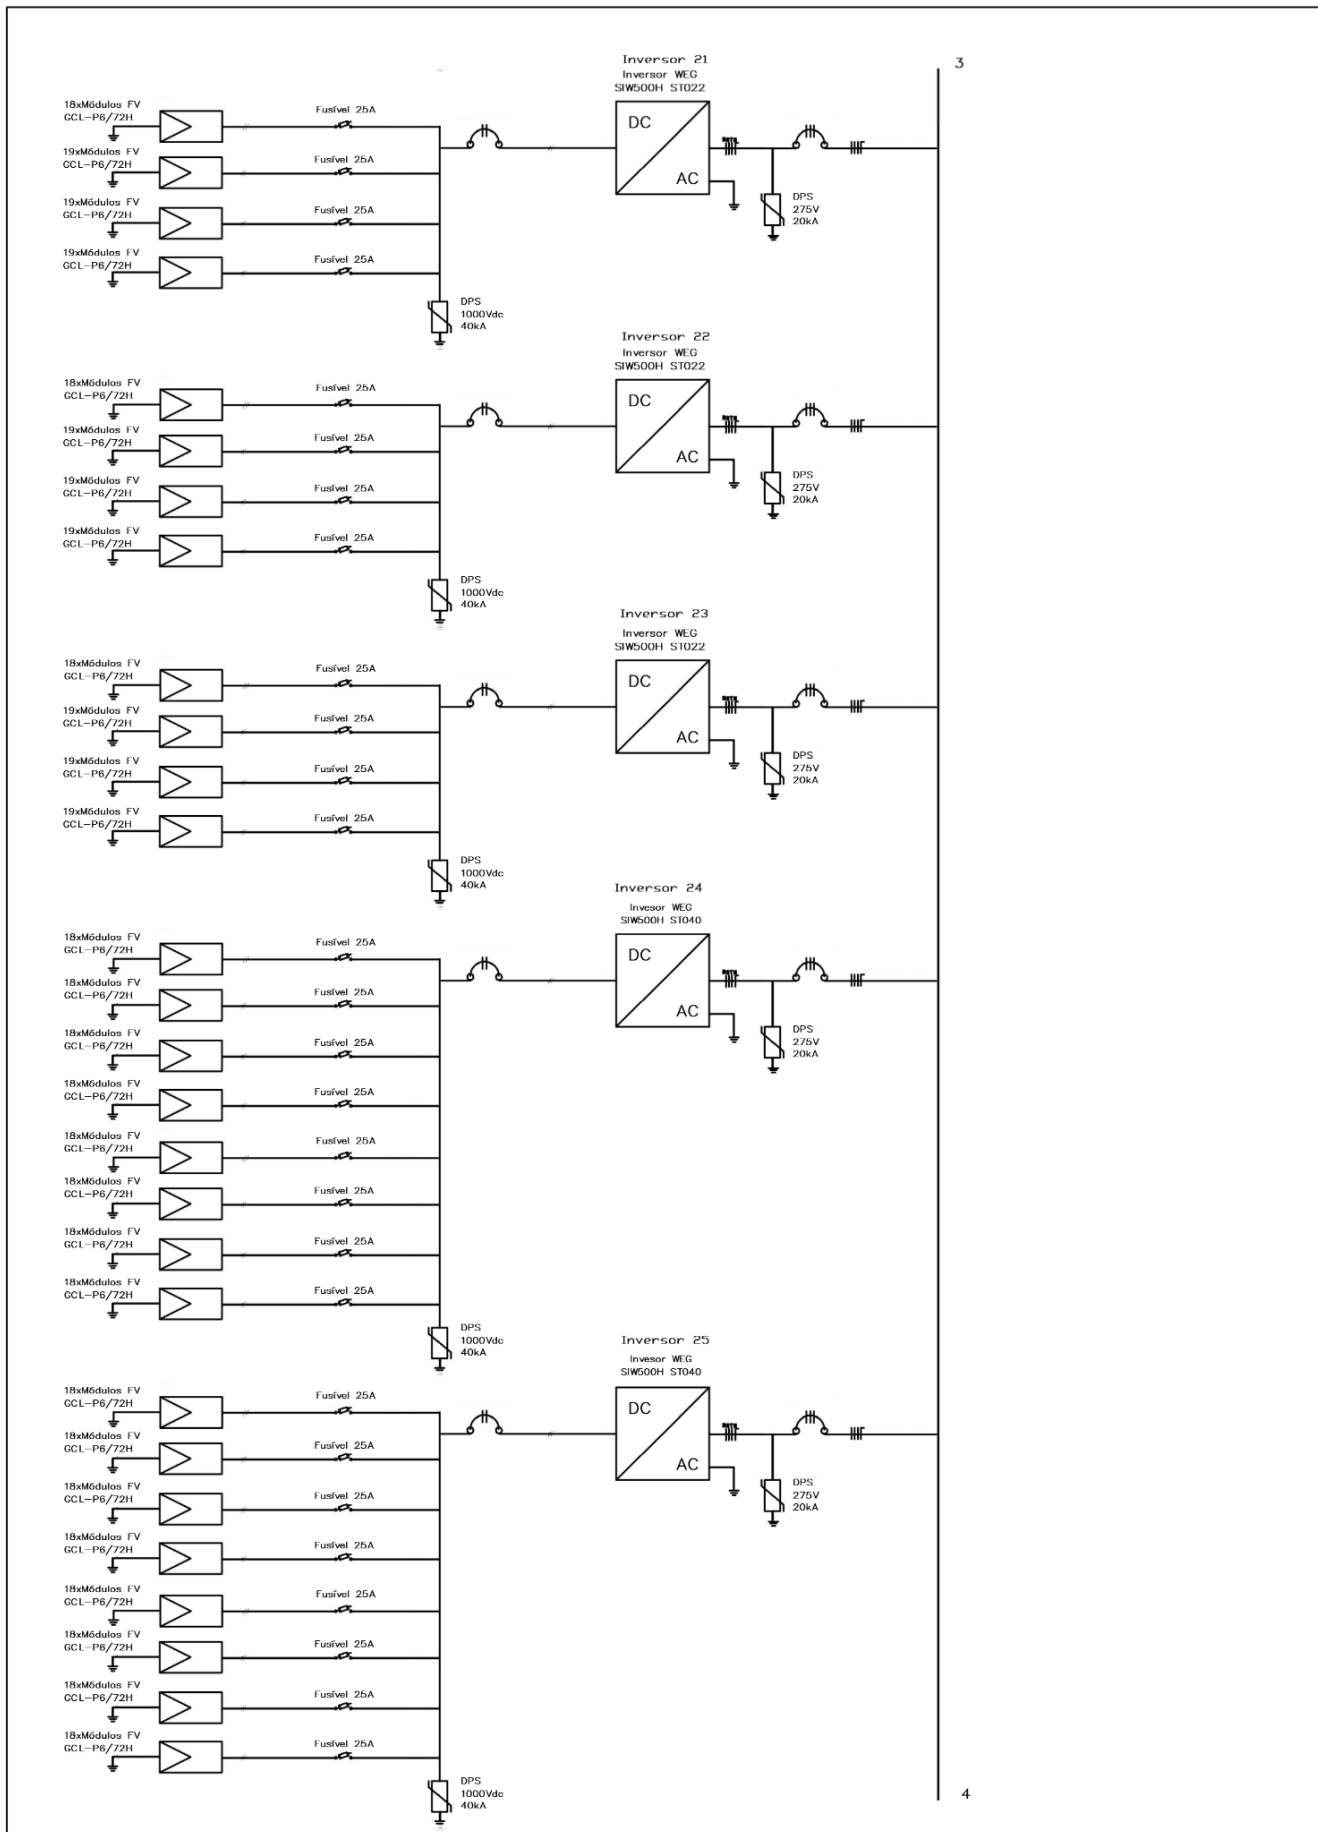 Inversor 21
3
Inversor WEG
SIW500H ST022
18xMódulos FV
GCL-P6/72H
Fusível 25A
DC
AC
19xMódulos FV
GCL-P6/72H
Fusível 25A
DPS
275V
20kA
19xMódulos FV
GCL-P6/72H
Fusível 25A
19xMódulos FV
GCL-P6/72H
Fusível 25A
DPS
1000Vdc
40kA
Inversor 22
Inversor WEG
SIW500H ST022
18xMódulos FV
GCL-P6/72H
Fusível 25A
DC
AC
19xMódulos FV
GCL-P6/72H
Fusível 25A
DPS
275V
20kA
19xMódulos FV
GCL-P6/72H
Fusível 25A
19xMódulos FV
GCL-P6/72H
Fusível 25A
DPS
1000Vdc
40kA
Inversor 23
Inversor WEG
SIW500H ST022
18xMódulos FV
GCL-P6/72H
Fusível 25A
DC
AC
19xMódulos FV
GCL-P6/72H
Fusível 25A
DPS
275V
20kA
19xMódulos FV
GCL-P6/72H
Fusível 25A
19xMódulos FV
GCL-P6/72H
Fusível 25A
DPS
1000Vdc
40kA
Inversor 24
Invesor WEG
SIW500H ST040
18xMódulos FV
GCL-P6/72H
Fusível 25A
DC
AC
18xMódulos FV
GCL-P6/72H
Fusível 25A
DPS
275V
20kA
18xMódulos FV
GCL-P6/72H
Fusível 25A
18xMódulos FV
GCL-P6/72H
Fusível 25A
18xMódulos FV
GCL-P6/72H
Fusível 25A
18xMódulos FV
GCL-P6/72H
Fusível 25A
18xMódulos FV
GCL-P6/72H
Fusível 25A
18xMódulos FV
GCL-P6/72H
Fusível 25A
DPS
1000Vdc
40kA
Inversor 25
Invesor WEG
SIW500H ST040
18xMódulos FV
GCL-P6/72H
Fusível 25A
DC
AC
18xMódulos FV
GCL-P6/72H
Fusível 25A
DPS
275V
20kA
18xMódulos FV
GCL-P6/72H
Fusível 25A
18xMódulos FV
GCL-P6/72H
Fusível 25A
18xMódulos FV
GCL-P6/72H
Fusível 25A
18xMódulos FV
GCL-P6/72H
Fusível 25A
18xMódulos FV
GCL-P6/72H
Fusível 25A
18xMódulos FV
GCL-P6/72H
Fusível 25A
DPS
1000Vdc
40kA
4